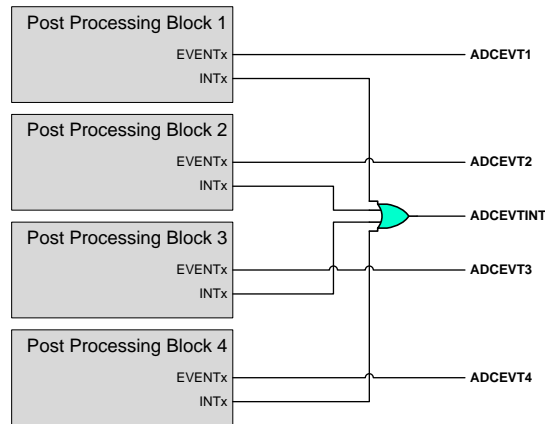 Post Processing Block 1
EVENTx
ADCEVT1
INTx
Post Processing Block 2
EVENTx
ADCEVT2
INTx
ADCEVTINT
Post Processing Block 3
EVENTx
ADCEVT3
INTx
Post Processing Block 4
EVENTx
ADCEVT4
INTx